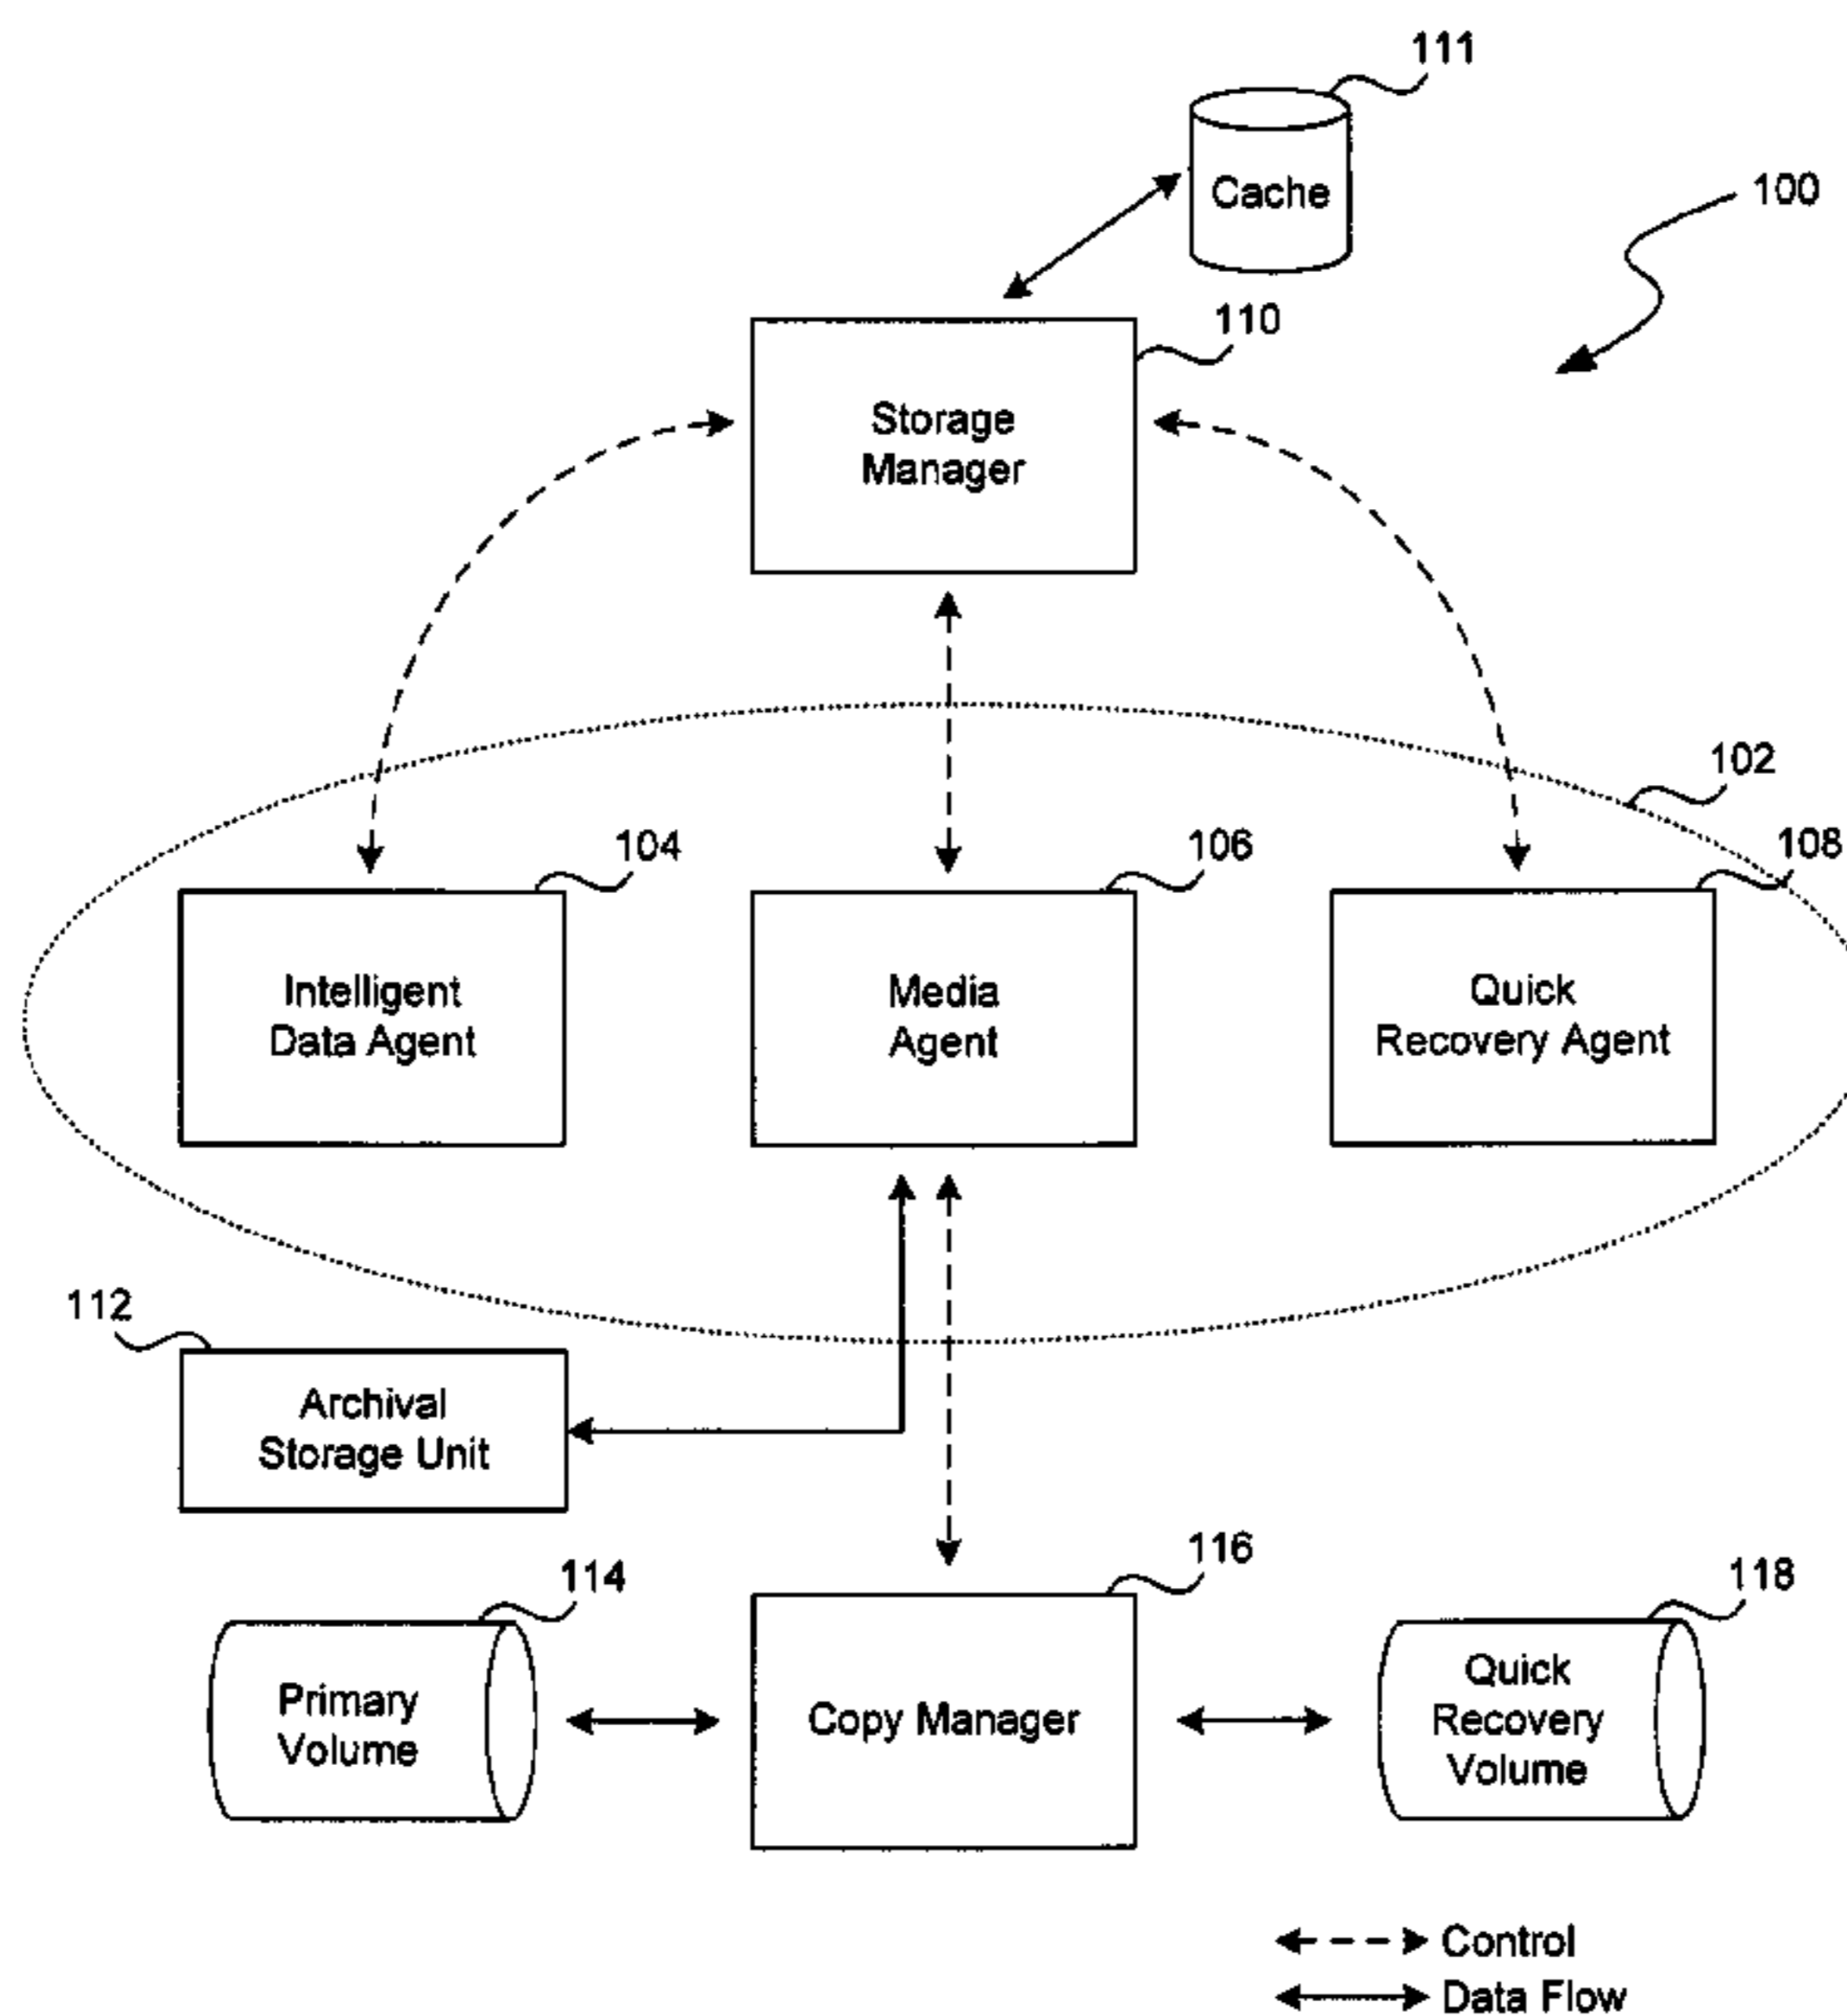 111
Cache
100
110
Storage
Manager
102
104
106
108
Intelligent
Data Agent
Media
Agent
Quick
Recovery Agent
112
Archival
Storage Unit
114
116
118
Primary
Volume
Copy Manager
Quick
Recovery
Volume
Control
Data Flow